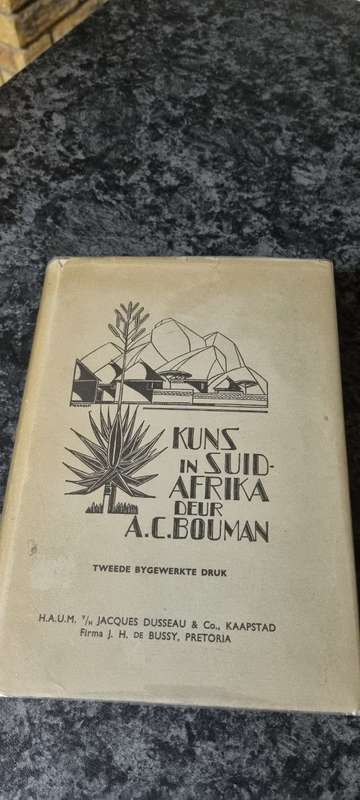 KUNS
IN SUID-
AFRIKA
DEUR
A.C.BOUMAN
TWEEDE BYGEWERKTE DRUK
H.A.U.M. V/H JACQUES DUSSEAU & Co., KAAPSTAD
Firma J. H. DE BUSSY, PRETORIA